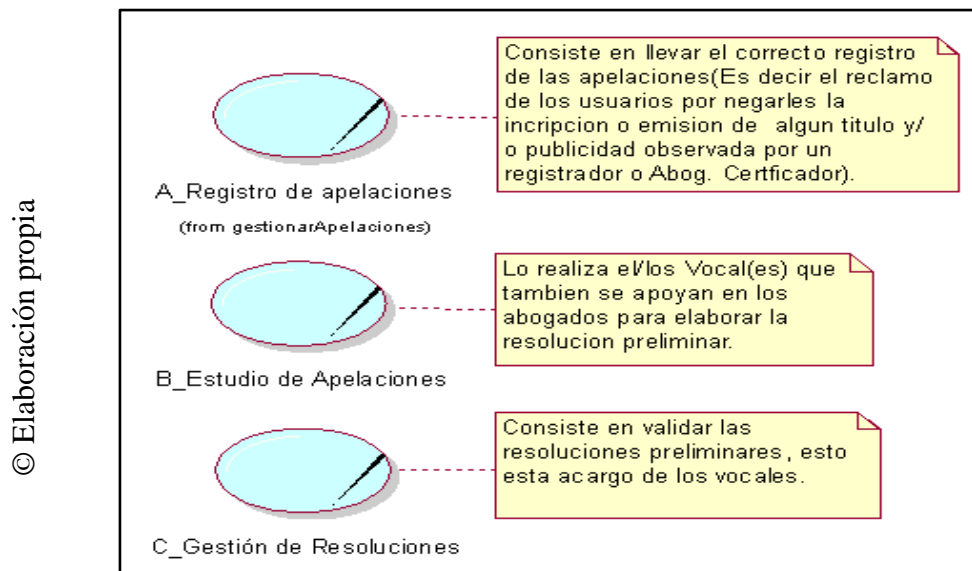 © Elaboración propia
Consiste en llevar el correcto registro
de las apelaciones(Es decir el reclamo
de los usuarios por negarles la
incripcion o emision de algun titulo y/
o publicidad observada por un
registrador o Abog. Certficador).
A_Registro de apelaciones
(from gestionarApelaciones)
Lo realiza el/los Vocal(es) que
tambien se apoyan en los
abogados para elaborar la
resolucion preliminar.
B_Estudio de Apelaciones
Consiste en validar las
resoluciones preliminares, esto
esta acargo de los vocales.
C_Gestión de Resoluciones